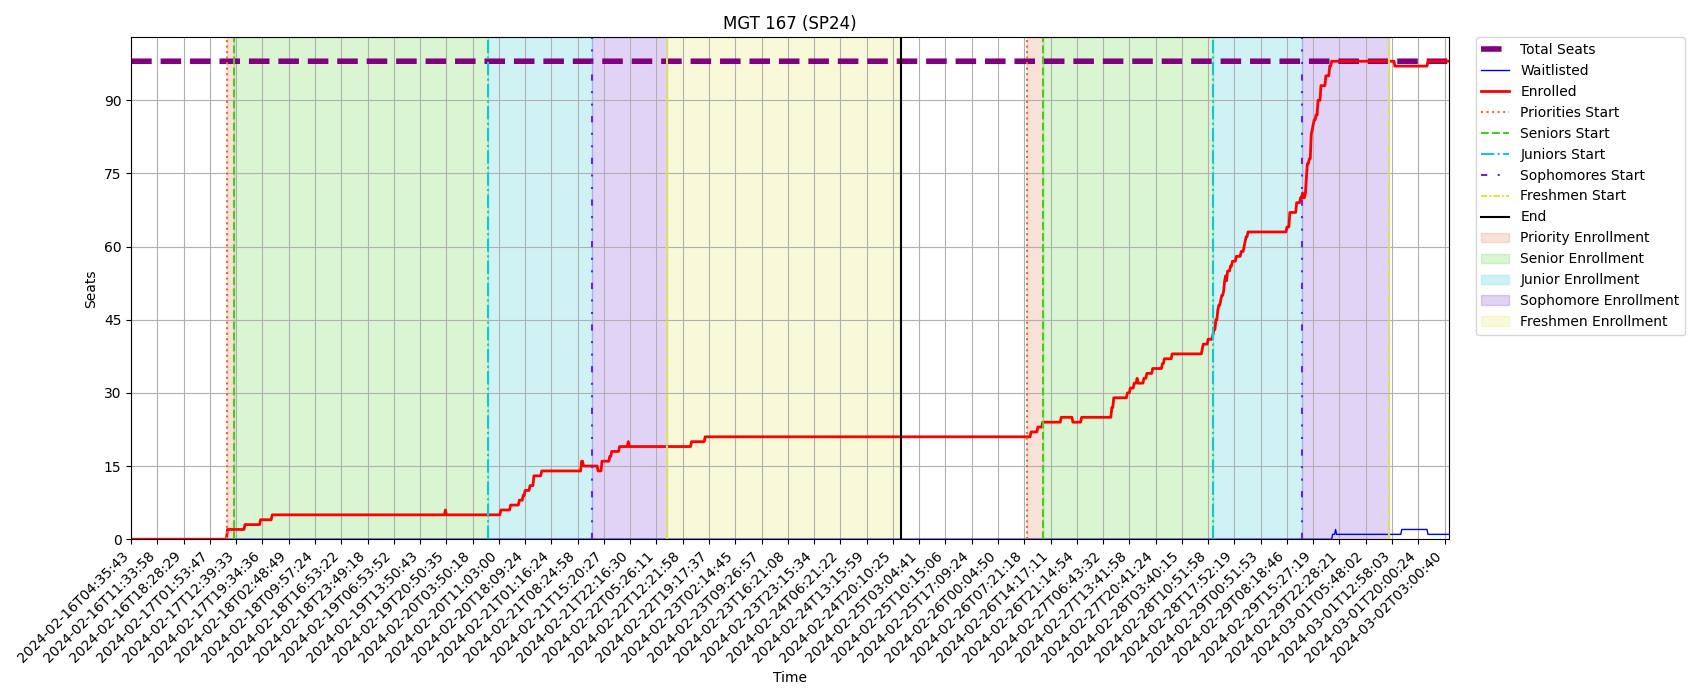 MGT 167 (SP24)
Seats
90
75
60
45
30
15
0
2024-02-16T04:35:43
2024-02-16T11:33:58
2024-02-16T18:28:29
2024-02-17T01:53:47
2024-02-17T12:39:33
2024-02-17T19:34:36
2024-02-18T02:48:49
2024-02-18T09:57:24
2024-02-18T16:53:22
2024-02-18T23:49:18
2024-02-19T06:53:52
2024-02-19T13:50:43
2024-02-19T20:50:35
2024-02-20T03:50:18
2024-02-20T11:03:00
2024-02-20T18:09:24
2024-02-21T01:16:24
2024-02-21T08:24:58
2024-02-21T15:20:27
2024-02-21T22:16:30
2024-02-22T05:26:11
2024-02-22T12:21:58
2024-02-22T19:17:37
2024-02-23T02:14:45
2024-02-23T09:26:57
2024-02-23T16:21:08
2024-02-23T23:15:34
2024-02-24T06:21:22
2024-02-24T13:15:59
2024-02-24T20:10:25
2024-02-25T03:04:41
2024-02-25T10:15:06
2024-02-25T17:09:24
2024-02-26T00:04:50
2024-02-26T07:21:18
2024-02-26T14:17:11
2024-02-26T21:14:54
2024-02-27T06:43:32
2024-02-27T13:41:58
2024-02-27T20:41:24
2024-02-28T03:40:15
2024-02-28T10:51:58
2024-02-28T17:52:19
2024-02-29T00:51:53
2024-02-29T08:18:46
2024-02-29T15:27:19
2024-02-29T22:28:21
2024-03-01T05:48:02
2024-03-01T12:58:03
2024-03-01T20:00:24
2024-03-02T03:00:40
Time
Total Seats
Waitlisted
Enrolled
Priorities Start
Seniors Start
Juniors Start
Sophomores Start
Freshmen Start
End
Priority Enrollment
Senior Enrollment
Junior Enrollment
Sophomore Enrollment
Freshmen Enrollment